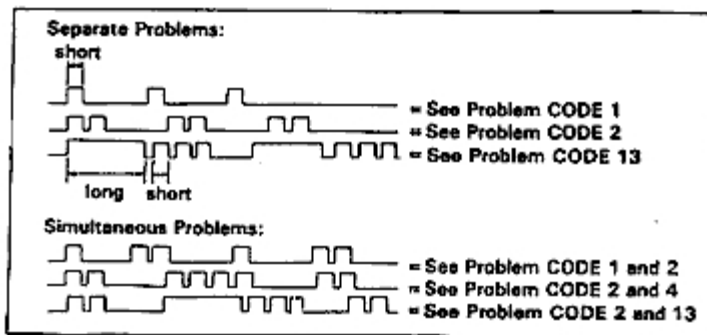 Separate Problems:
short
= See Problem CODE 1
= See Problem CODE 2
= See Problem CODE 13
long short
Simultaneous Problems:
= See Problem CODE 1 and 2
= See Problem CODE 2 and 4
= See Problem CODE 2 and 13